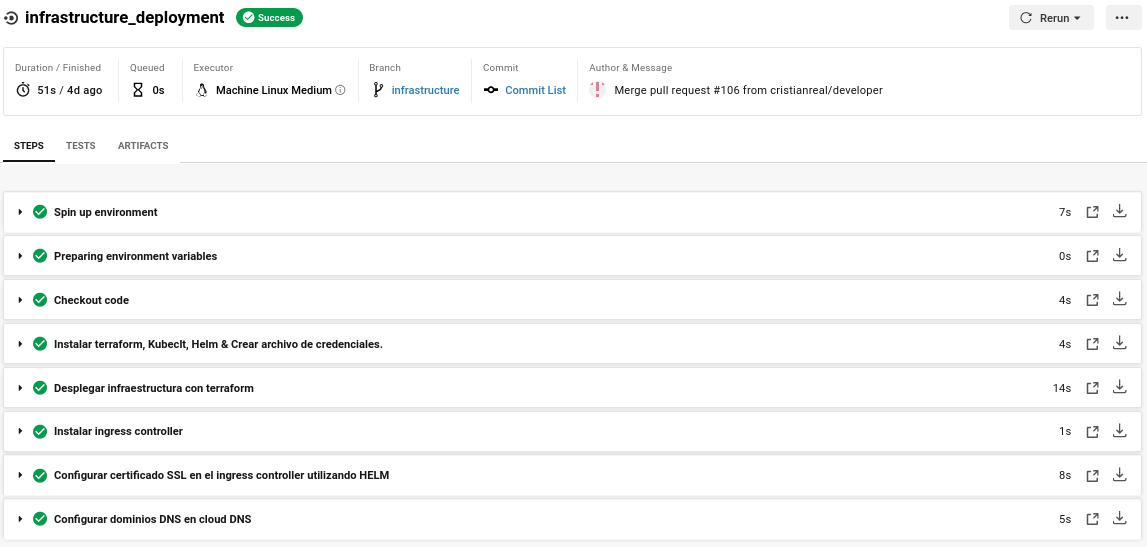 infrastructure_deployment Success Rerun
Duration / Finished Queued Executor Branch Commit Author & Message
51s / 4d ago 0s Machine Linux Medium infrastructure Commit List Merge pull request #106 from cristianreal/developer
STEPS TESTS ARTIFACTS
Spin up environment 7s
Preparing environment variables 0s
Checkout code 4s
Instalar terraform, Kubeclt, Helm & Crear archivo de credenciales. 4s
Desplegar infraestructura con terraform 14s
Instalar ingress controller 1s
Configurar certificado SSL en el ingress controller utilizando HELM 8s
Configurar dominios DNS en cloud DNS 5s